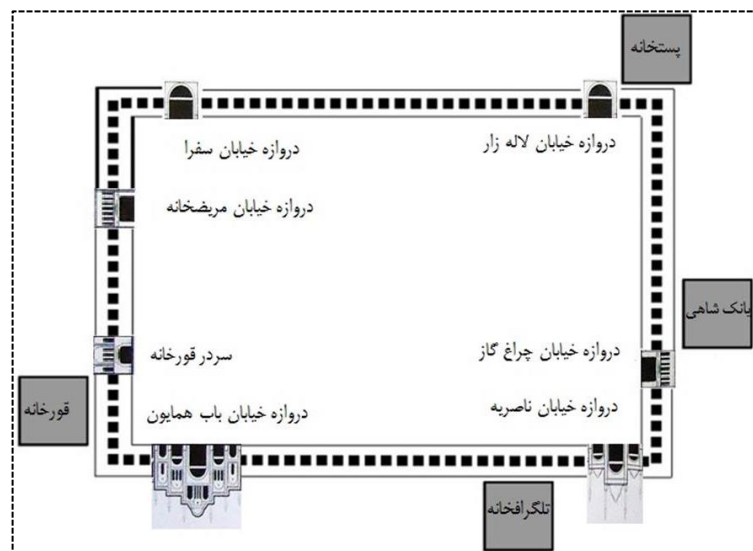 پستخانه
دروازه خیابان لاله زار
دروازه خیابان سفرا
دروازه خیابان مریضخانه
بانک شاهی
دروازه خیابان چراغ گاز
سردر قورخانه
دروازه خیابان ناصریه
دروازه خیابان باب همایون
قورخانه
تلگرافخانه